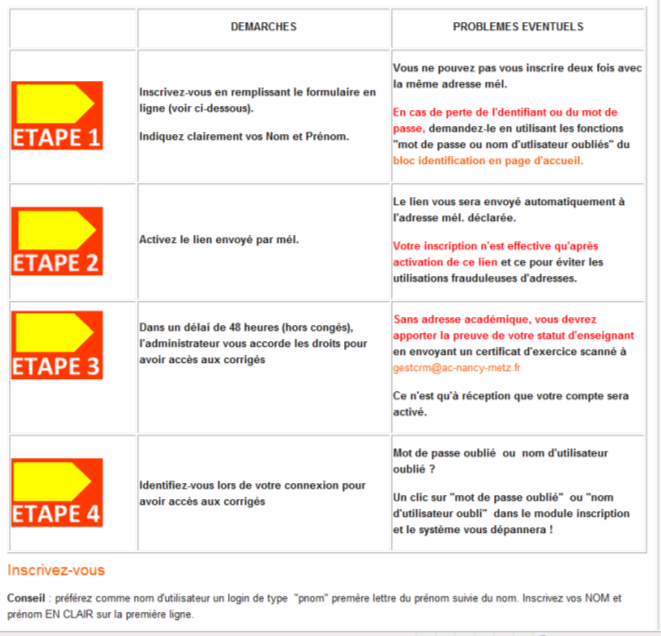 DEMARCHES
PROBLEMES EVENTUELS
ETAPE 1
Inscrivez-vous en remplissant le formulaire en
ligne (voir ci-dessous).
Indiquez clairement vos Nom et Prénom.
Vous ne pouvez pas vous inscrire deux fois avec
la même adresse mél.
En cas de perte de l'dentifiant ou du mot de
passe, demandez-le en utilisant les fonctions
"mot de passe ou nom d'utlisateur oubliés" du
bloc identification en page d'accueil.
ETAPE 2
Activez le lien envoyé par mél.
Le lien vous sera envoyé automatiquement à
l'adresse mél. déclarée.
Votre inscription n'est effective qu'après
activation de ce lien et ce pour éviter les
utilisations frauduleuses d'adresses.
ETAPE 3
Dans un délai de 48 heures (hors congés),
l'administrateur vous accorde les droits pour
avoir accès aux corrigés
Sans adresse académique, vous devrez
apporter la preuve de votre statut d'enseignant
en envoyant un certificat d'exercice scanné à
gestcrm@ac-nancy-metz.fr
Ce n'est qu'à réception que votre compte sera
activé.
ETAPE 4
Identifiez-vous lors de votre connexion pour
avoir accès aux corrigés
Mot de passe oublié ou nom d'utilisateur
oublié ?
Un clic sur "mot de passe oublié" ou "nom
d'utilisateur oubli" dans le module inscription
et le système vous dépannera !
Inscrivez-vous
Conseil : préférez comme nom d'utilisateur un login de type "pnom" premère lettre du prénom suivie du nom. Inscrivez vos NOM et
prénom EN CLAIR sur la première ligne.